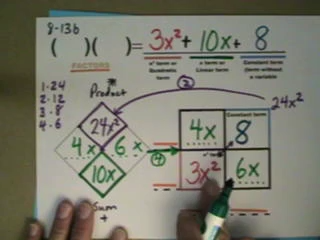 8-13b
( )( )=3x²+10x+8
FACTORS
x² term or
Quadratic
term
x term or
Linear term
Constant term
(term without
a variable
1-24
2-12
3-8
4-6
Product
②
24x²
24x²
4x 6x
10x
Sum
+
④
4x 8
3x² 6x